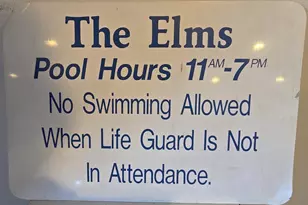 The Elms
Pool Hours 11AM-7PM
No Swimming Allowed
When Life Guard Is Not
In Attendance.